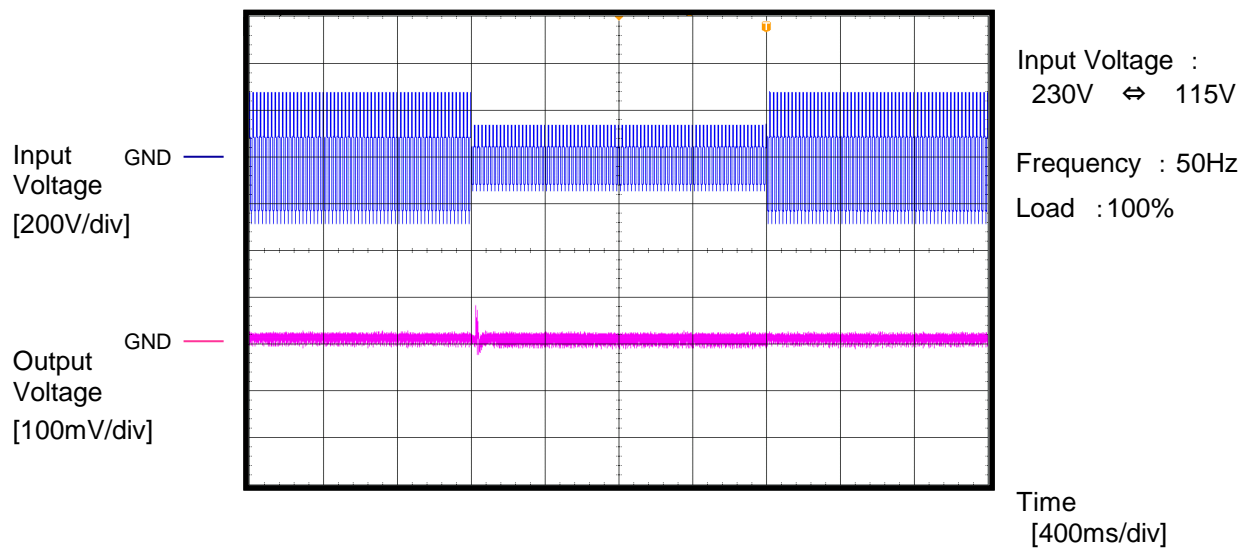 Input Voltage :
230V ⇔ 115V
Frequency : 50Hz
Load :100%
Input
Voltage
[200V/div]
GND
Output
Voltage
[100mV/div]
GND
T
Time
[400ms/div]